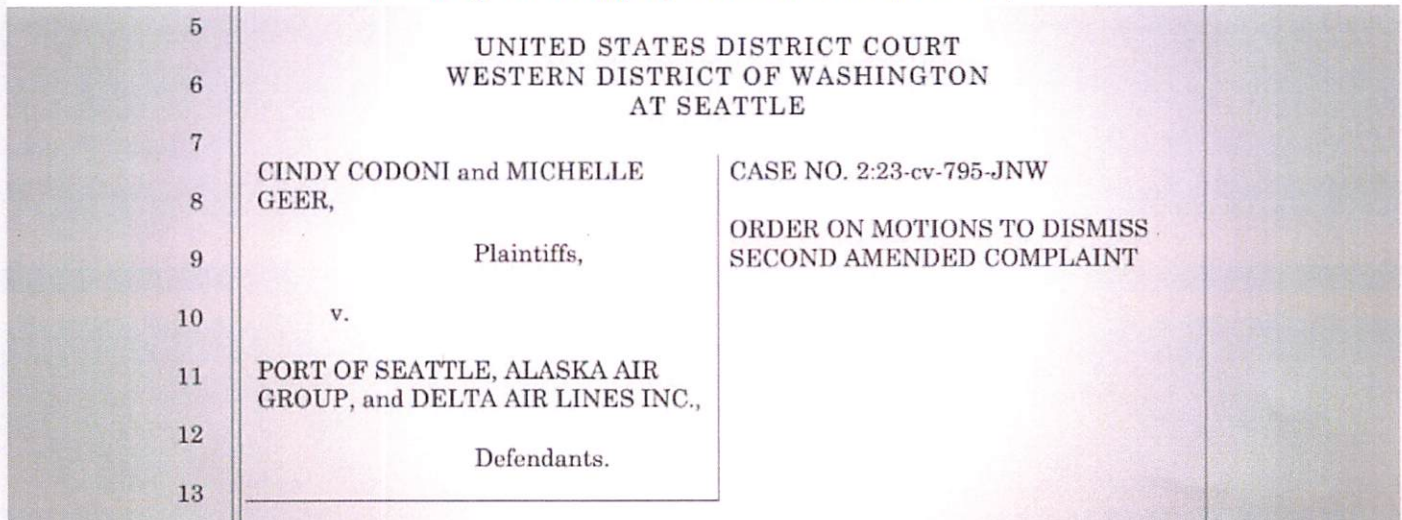 5
UNITED STATES DISTRICT COURT
WESTERN DISTRICT OF WASHINGTON
6
AT SEATTLE
7
CINDY CODONI and MICHELLE
GEER,
8
Plaintiffs,
9
v.
10
PORT OF SEATTLE, ALASKA AIR
11
GROUP, and DELTA AIR LINES INC.,
12
Defendants.
13
CASE NO. 2:23-cv-795-JNW
ORDER ON MOTIONS TO DISMISS
SECOND AMENDED COMPLAINT